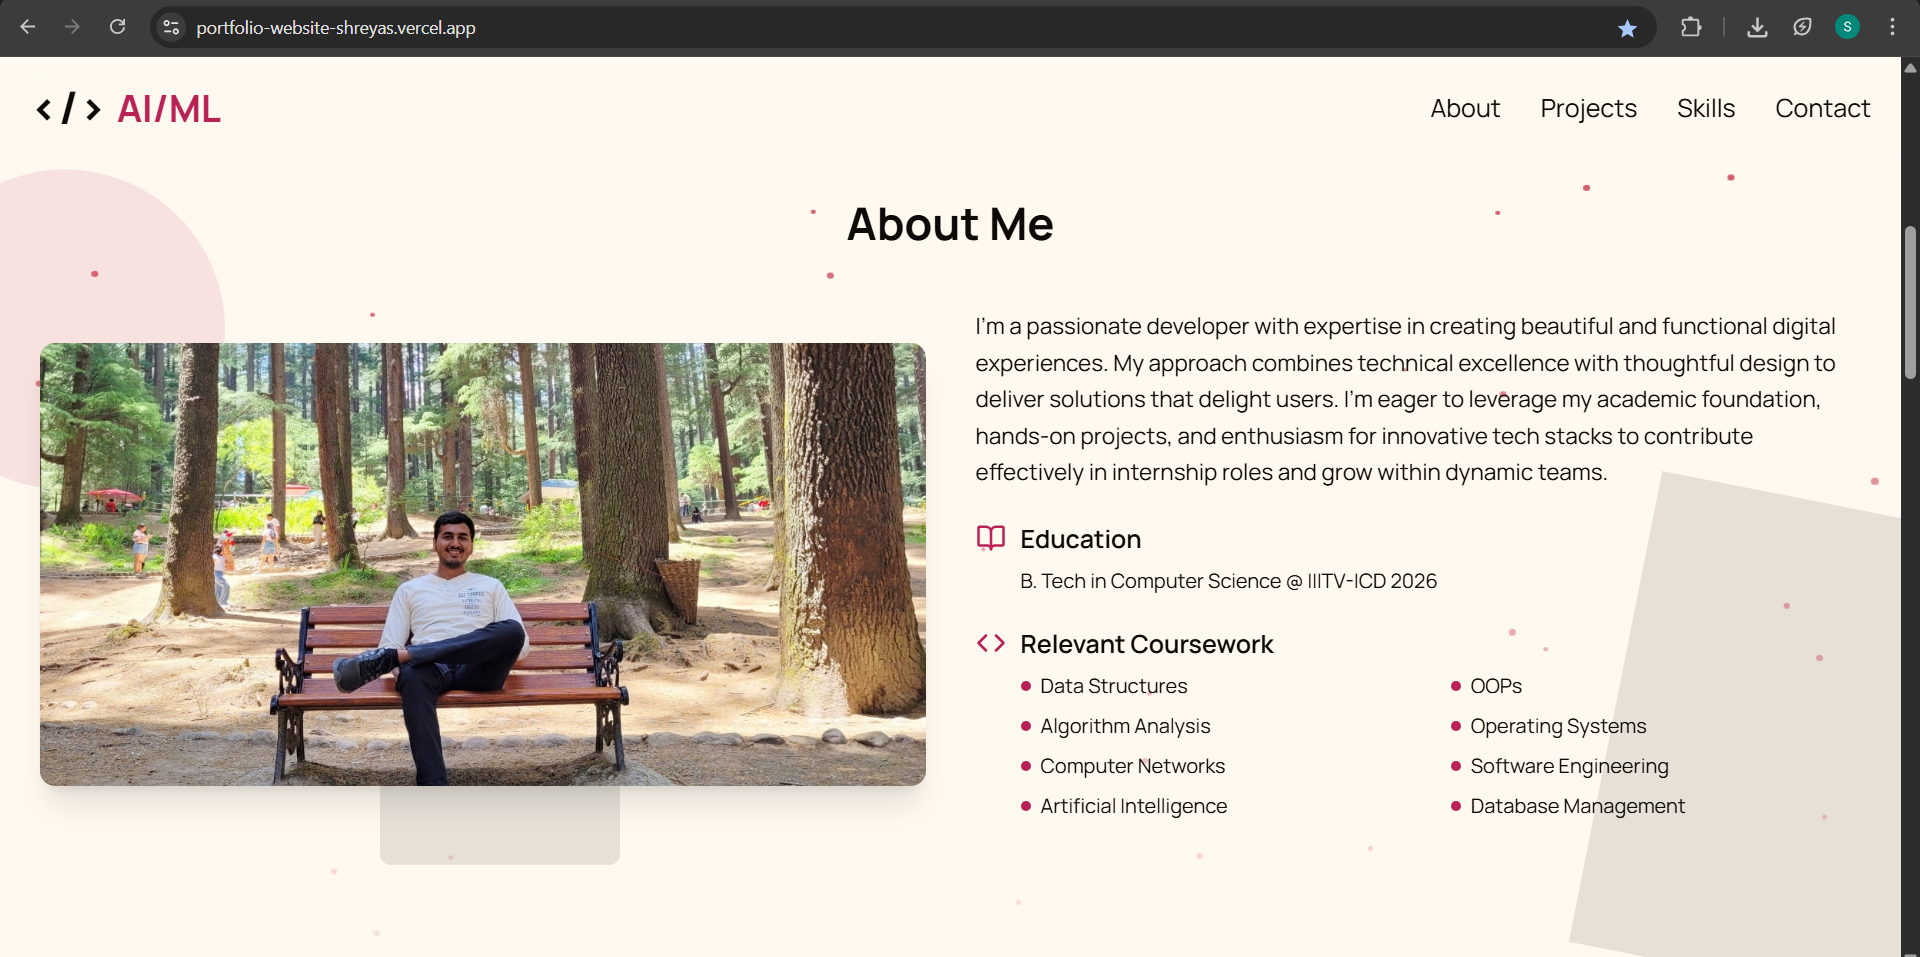 portfolio-website-shreyas.vercel.app
S
</> AI/ML
About Projects Skills Contact
About Me
I'm a passionate developer with expertise in creating beautiful and functional digital
experiences. My approach combines technical excellence with thoughtful design to
deliver solutions that delight users. I'm eager to leverage my academic foundation,
hands-on projects, and enthusiasm for innovative tech stacks to contribute
effectively in internship roles and grow within dynamic teams.
Education
B. Tech in Computer Science @ IIITV-ICD 2026
Relevant Coursework
Data Structures
OOPs
Algorithm Analysis
Operating Systems
Computer Networks
Software Engineering
Artificial Intelligence
Database Management